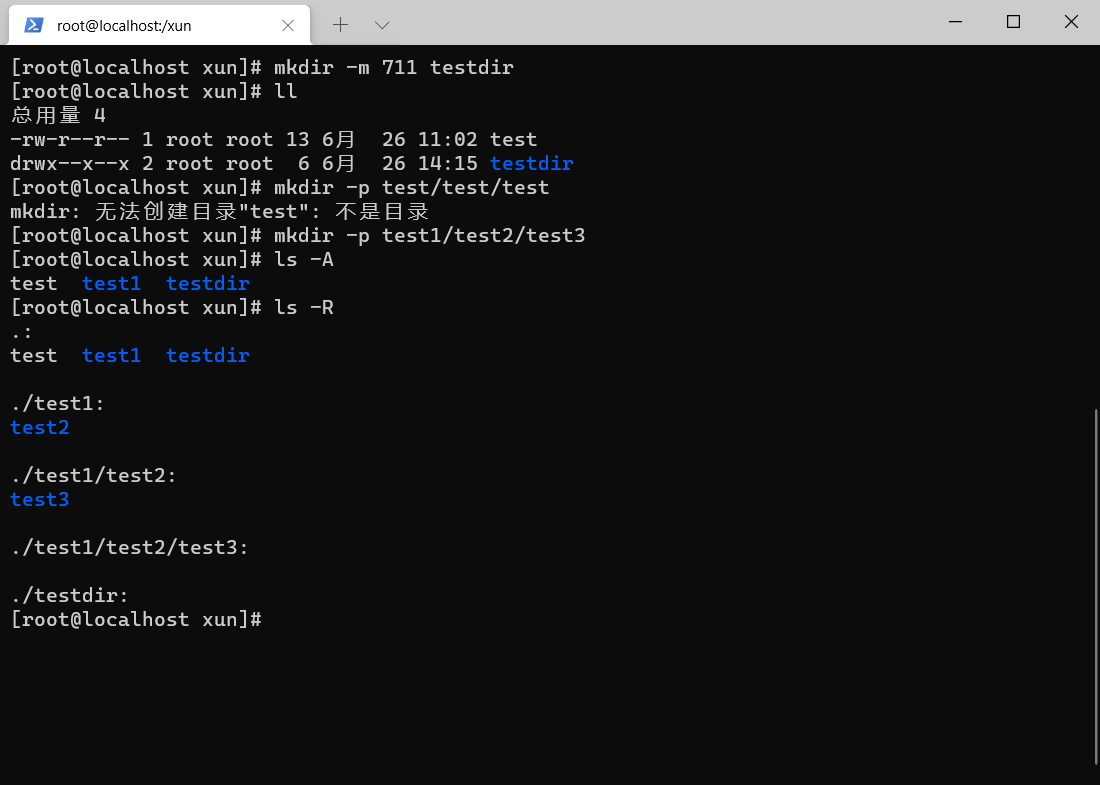 root@localhost:/xun
[root@localhost xun]# mkdir -m 711 testdir
[root@localhost xun]# ll
总用量 4
-rw-r--r-- 1 root root 13 6月  26 11:02 test
drwx--x--x 2 root root  6 6月  26 14:15 testdir
[root@localhost xun]# mkdir -p test/test/test
mkdir: 无法创建目录"test": 不是目录
[root@localhost xun]# mkdir -p test1/test2/test3
[root@localhost xun]# ls -A
test  test1  testdir
[root@localhost xun]# ls -R
.:
test  test1  testdir

./test1:
test2

./test1/test2:
test3

./test1/test2/test3:

./testdir:
[root@localhost xun]#